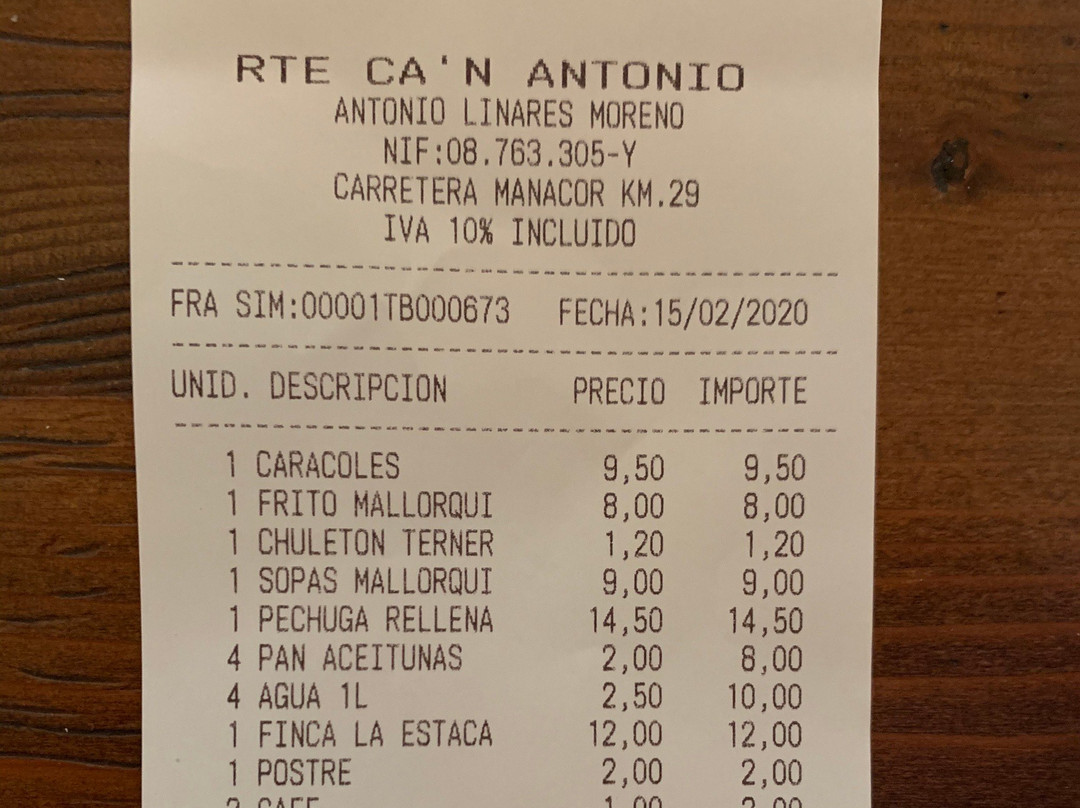 RTE CA'N ANTONIO
ANTONIO LINARES MORENO
NIF:08.763.305-Y
CARRETERA MANACOR KM.29
IVA 10% INCLUIDO
FRA SIM:00001TB000673 FECHA:15/02/2020
UNID. DESCRIPCION PRECIO IMPORTE
1 CARACOLES 9,50 9,50
1 FRITO MALLORQUI 8,00 8,00
1 CHULETON TERNER 1,20 1,20
1 SOPAS MALLORQUI 9,00 9,00
1 PECHUGA RELLENA 14,50 14,50
4 PAN ACEITUNAS 2,00 8,00
4 AGUA 1L 2,50 10,00
1 FINCA LA ESTACA 12,00 12,00
1 POSTRE 2,00 2,00
CAFE